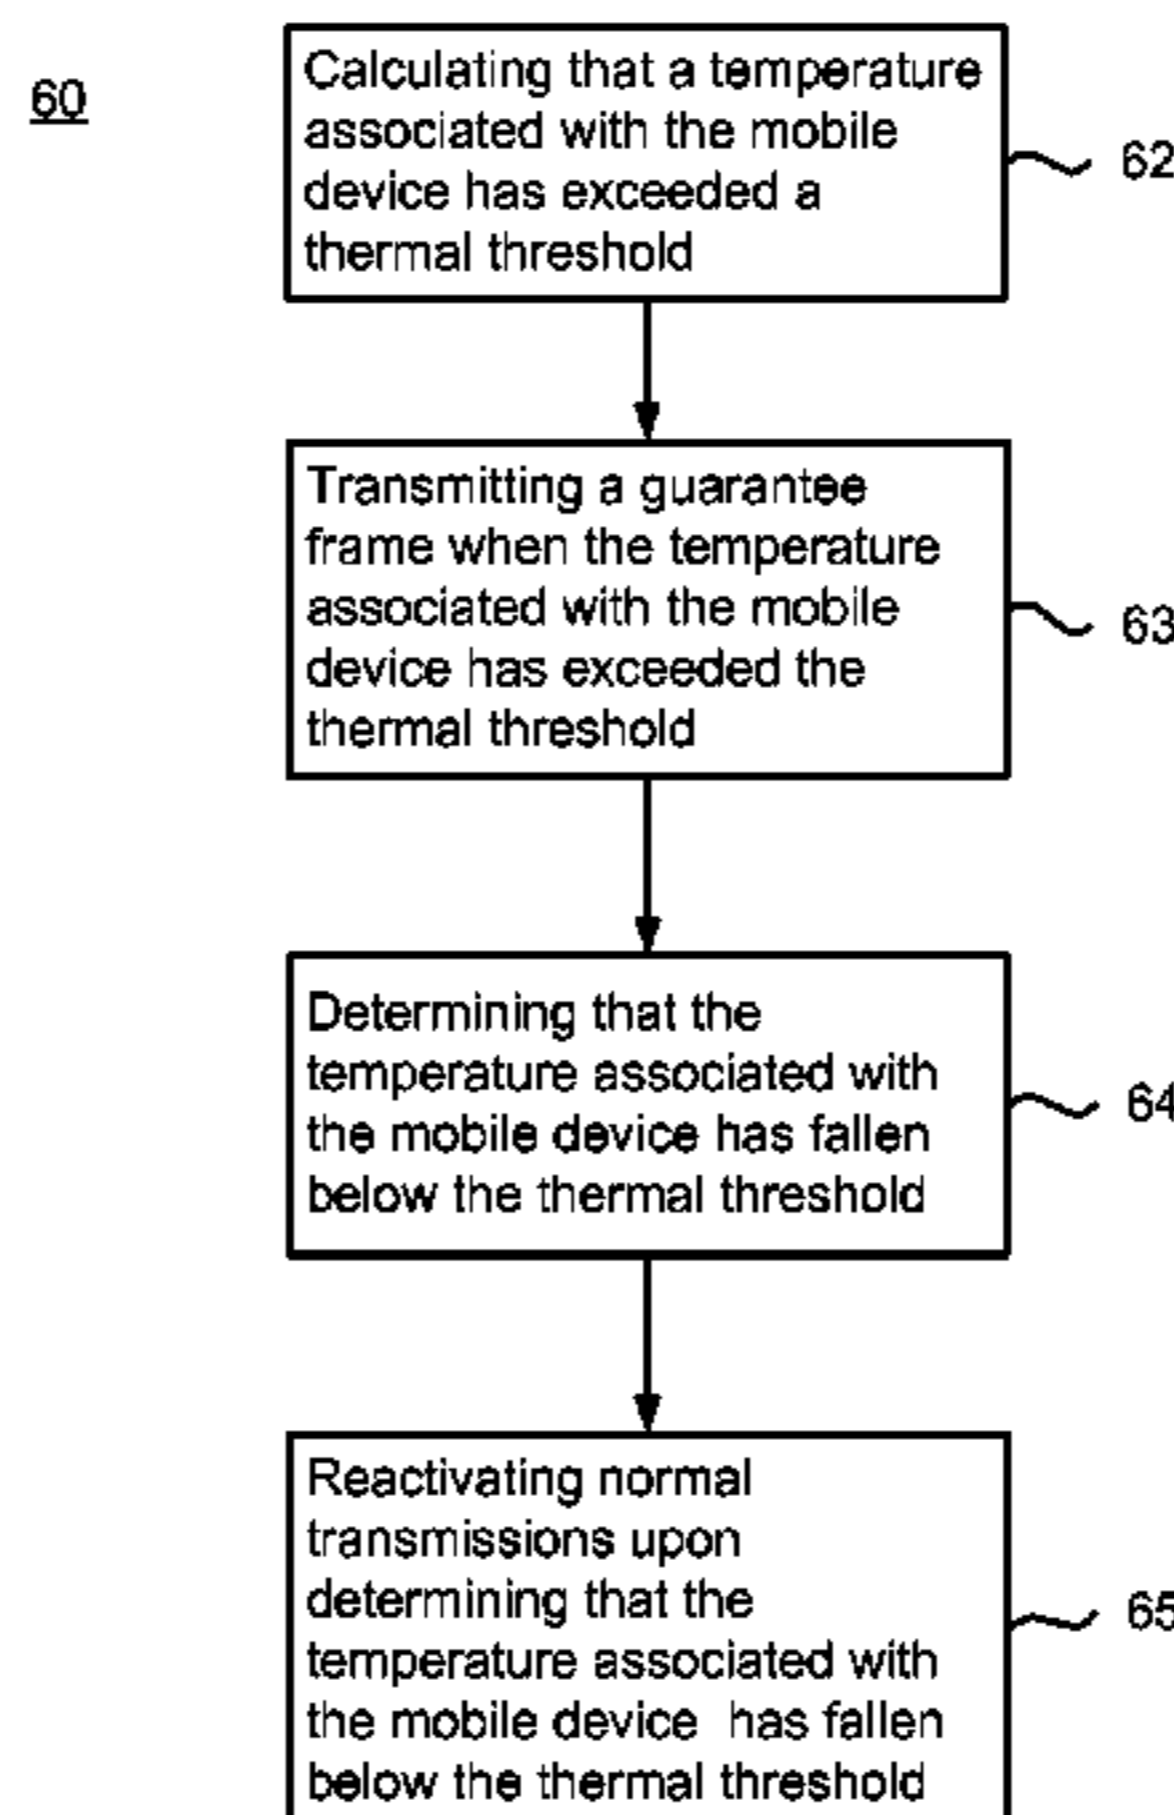 60
Calculating that a temperature
associated with the mobile
device has exceeded a
thermal threshold
62
Transmitting a guarantee
frame when the temperature
associated with the mobile
device has exceeded the
thermal threshold
63
Determining that the
temperature associated with
the mobile device has fallen
below the thermal threshold
64
Reactivating normal
transmissions upon
determining that the
temperature associated with
the mobile device has fallen
below the thermal threshold
65